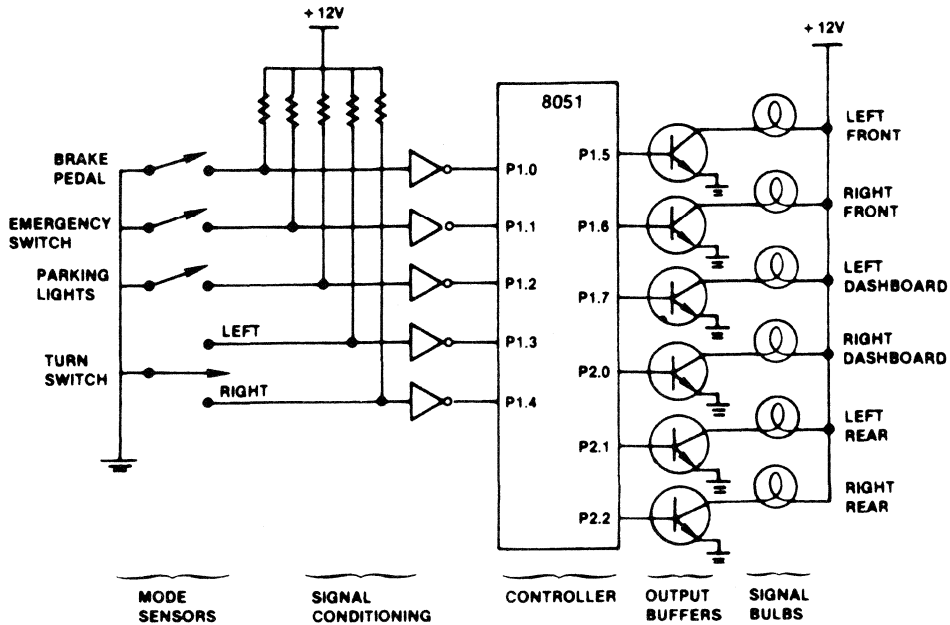 + 12V
+ 12V
8051
BRAKE
PEDAL
EMERGENCY
SWITCH
PARKING
LIGHTS
LEFT
TURN
SWITCH
RIGHT
P1.0
P1.1
P1.2
P1.3
P1.4
P1.5
P1.6
P1.7
P2.0
P2.1
P2.2
LEFT
FRONT
RIGHT
FRONT
LEFT
DASHBOARD
RIGHT
DASHBOARD
LEFT
REAR
RIGHT
REAR
MODE
SENSORS
SIGNAL
CONDITIONING
CONTROLLER
OUTPUT
BUFFERS
SIGNAL
BULBS